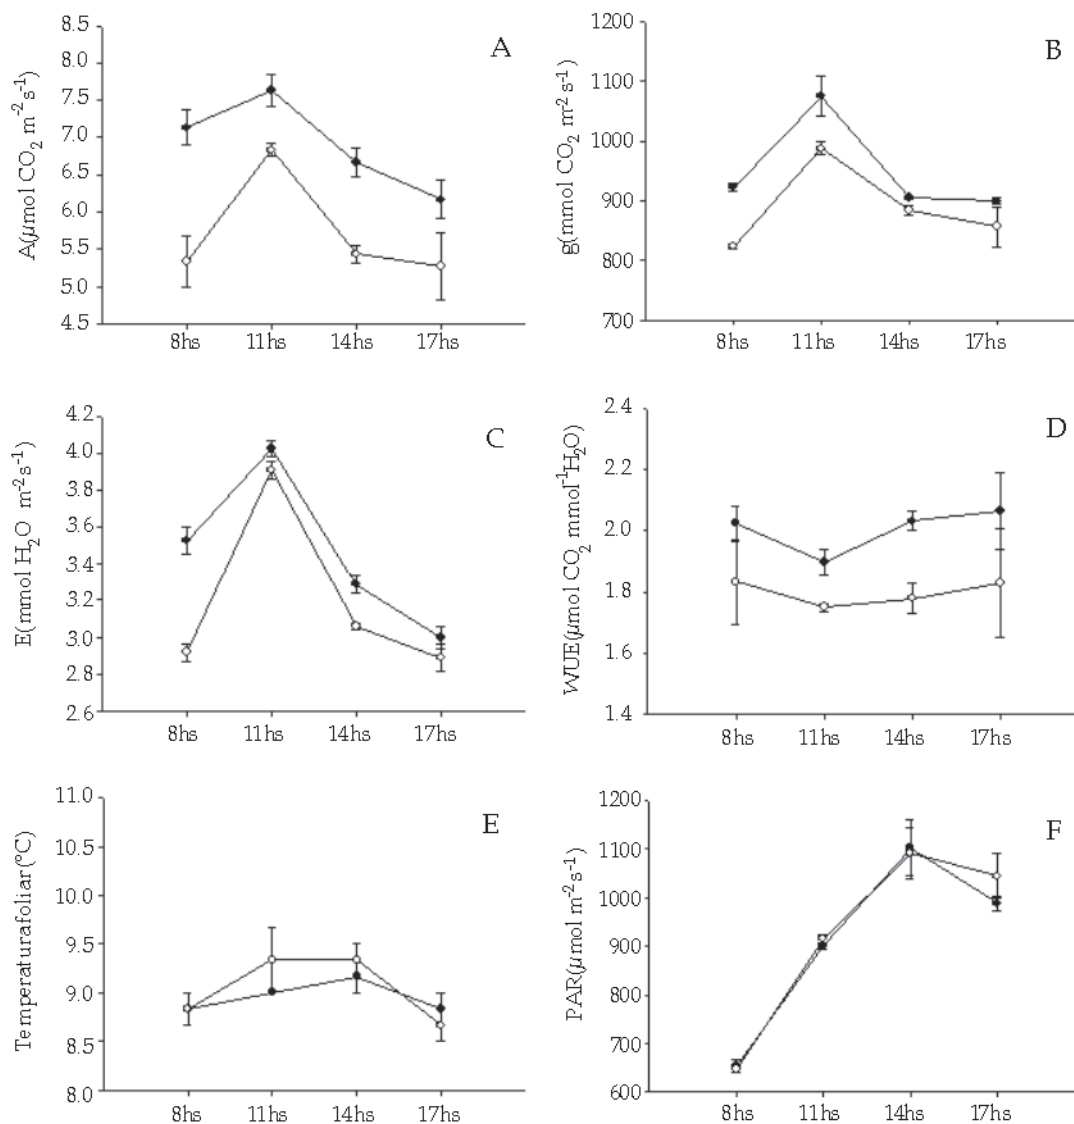 A
A(µmol CO₂ m⁻²s⁻¹)
8.5
8.0
7.5
7.0
6.5
6.0
5.5
5.0
4.5
8hs 11hs 14hs 17hs
B
g(mmol CO₂ m⁻²s⁻¹)
1200
1100
1000
900
800
700
8hs 11hs 14hs 17hs
C
E(mmol H₂O m⁻²s⁻¹)
4.2
4.0
3.6
3.4
3.2
3.0
2.8
2.6
8hs 11hs 14hs 17hs
D
WUE(µmol CO₂ mmol⁻¹H₂O)
2.4
2.2
2.0
1.8
1.6
1.4
8hs 11hs 14hs 17hs
E
Temperaturafoliar(°C)
11.0
10.5
10.0
9.5
9.0
8.5
8.0
8hs 11hs 14hs 17hs
F
PAR(µmol m⁻²s⁻¹)
1200
1100
1000
900
800
700
600
8hs 11hs 14hs 17hs